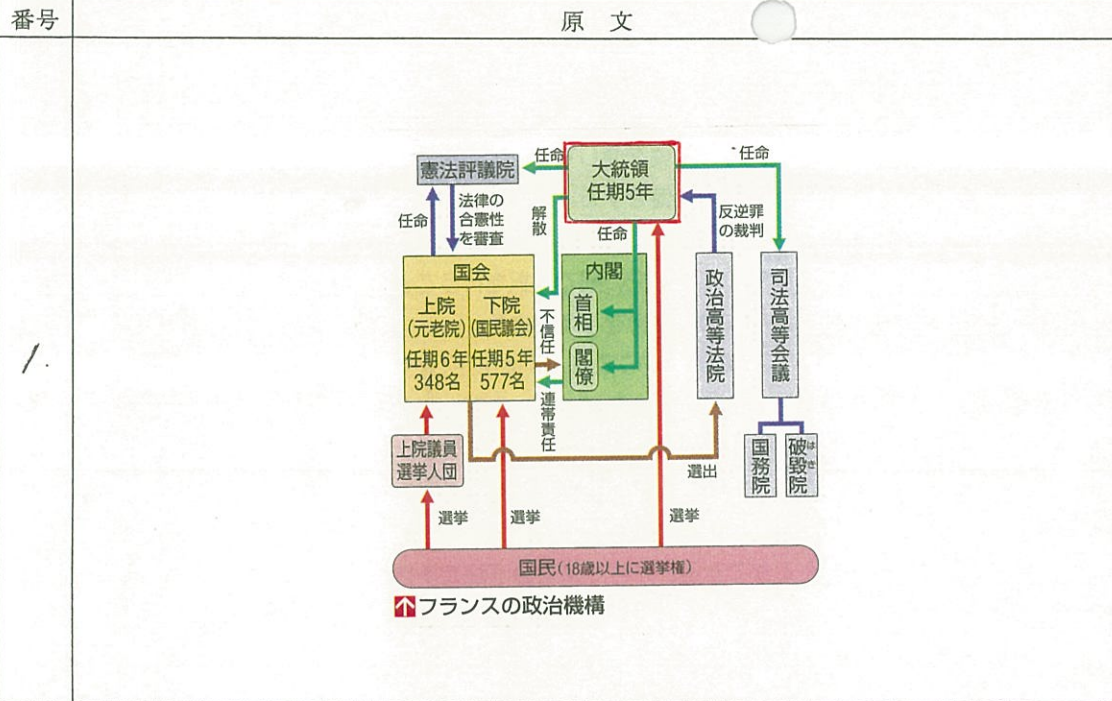 番号
原文
1.
任命
大統領
任期5年
任命
憲法評議院
任命
法律の
合憲性
を審査
解散
任命
反逆罪
の裁判
国会
上院
(元老院)
任期6年
348名
下院
(国民議会)
任期5年
577名
不信任
連帯責任
内閣
首相
閣僚
政治高等法院
司法高等会議
上院議員
選挙人団
選出
国務院
破毀院
はき
選挙
選挙
選挙
国民(18歳以上に選挙権)
フランスの政治機構